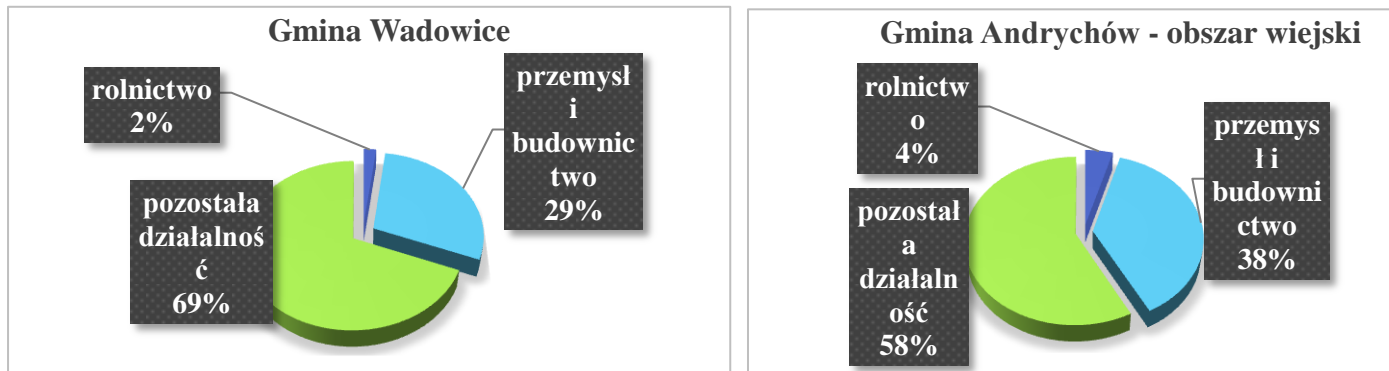 Gmina Wadowice
rolnictwo
2%
przemysł
i
budownic
two
29%
pozostała
działalnoś
ć
69%
Gmina Andrychów - obszar wiejski
rolnictw
o
4%
przemys
ł i
budowni
ctwo
38%
pozostał
a
działaln
ość
58%